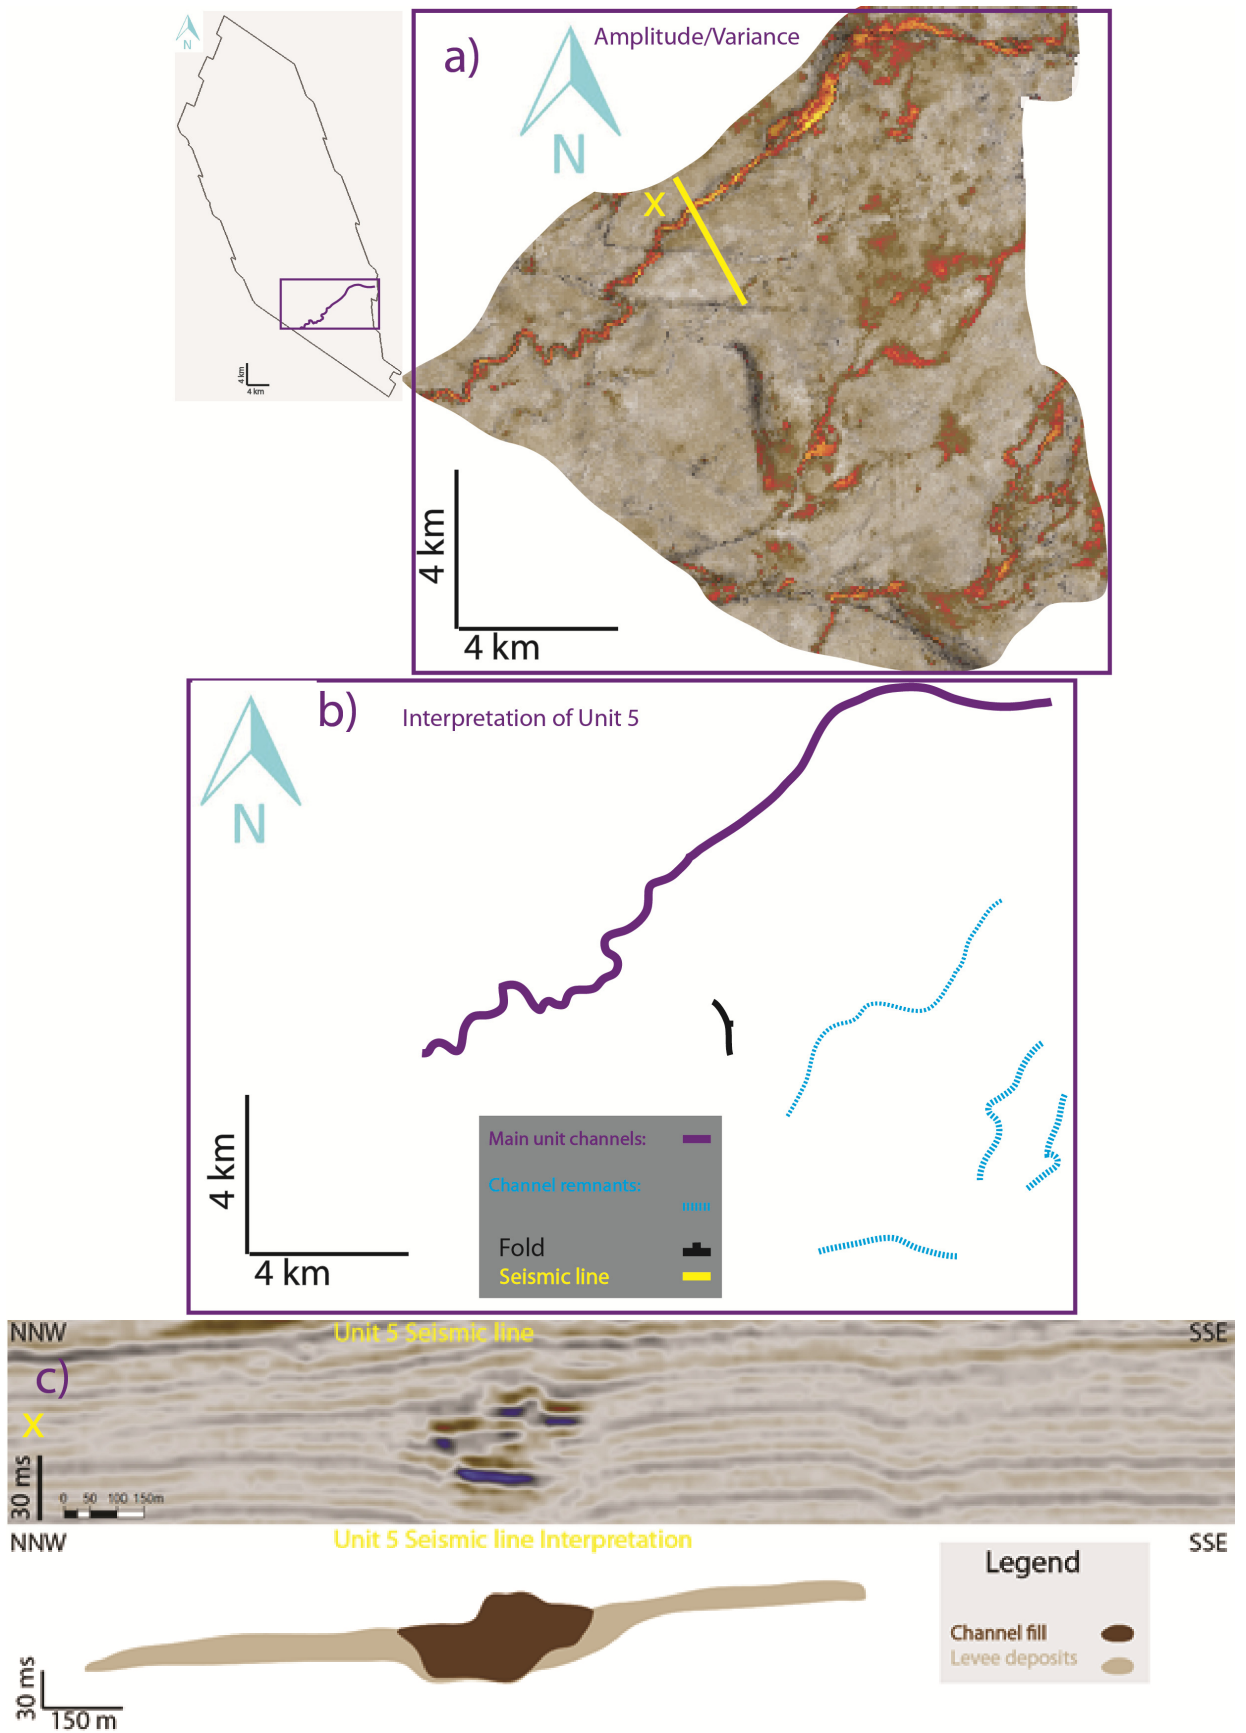 N
4 km
4 km
a)
Amplitude/Variance
N
X
4 km
4 km
b)
Interpretation of Unit 5
N
4 km
4 km
Main unit channels:
Channel remnants:
Fold
Seismic line
NNW
Unit 5 Seismic line
SSE
c)
X
30 ms
0 50 100 150m
NNW
Unit 5 Seismic line Interpretation
SSE
Legend
Channel fill
Levee deposits
30 ms
150 m